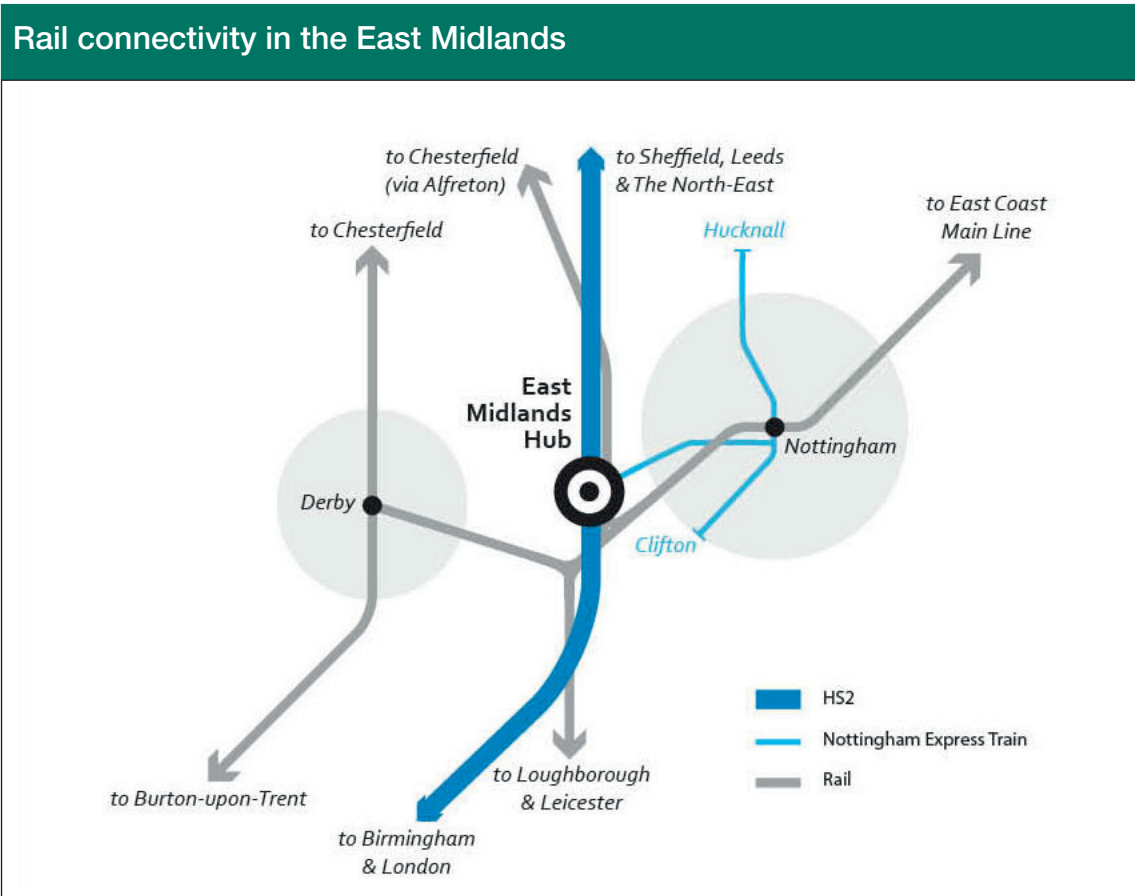 Rail connectivity in the East Midlands
to Chesterfield
(via Alfreton)
to Sheffield, Leeds
& The North-East
to East Coast
Main Line
to Chesterfield
Hucknall
East
Midlands
Hub
Nottingham
Derby
Clifton
HS2
Nottingham Express Train
Rail
to Loughborough
& Leicester
to Burton-upon-Trent
to Birmingham
& London